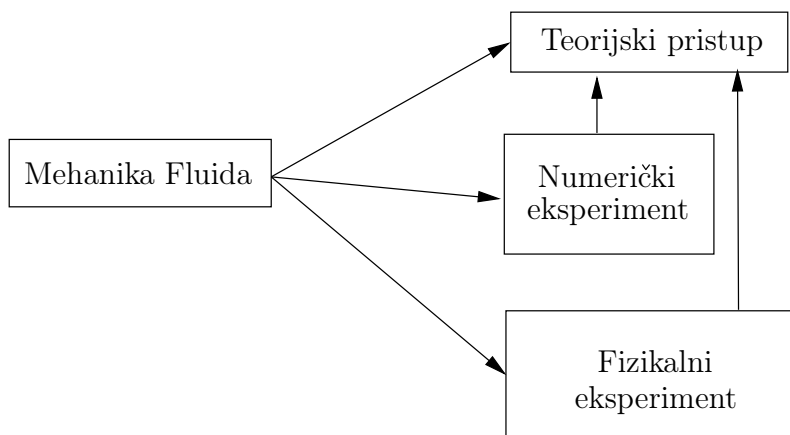 Teorijski pristup
Mehanika Fluida
Numerički
eksperiment
Fizikalni
eksperiment